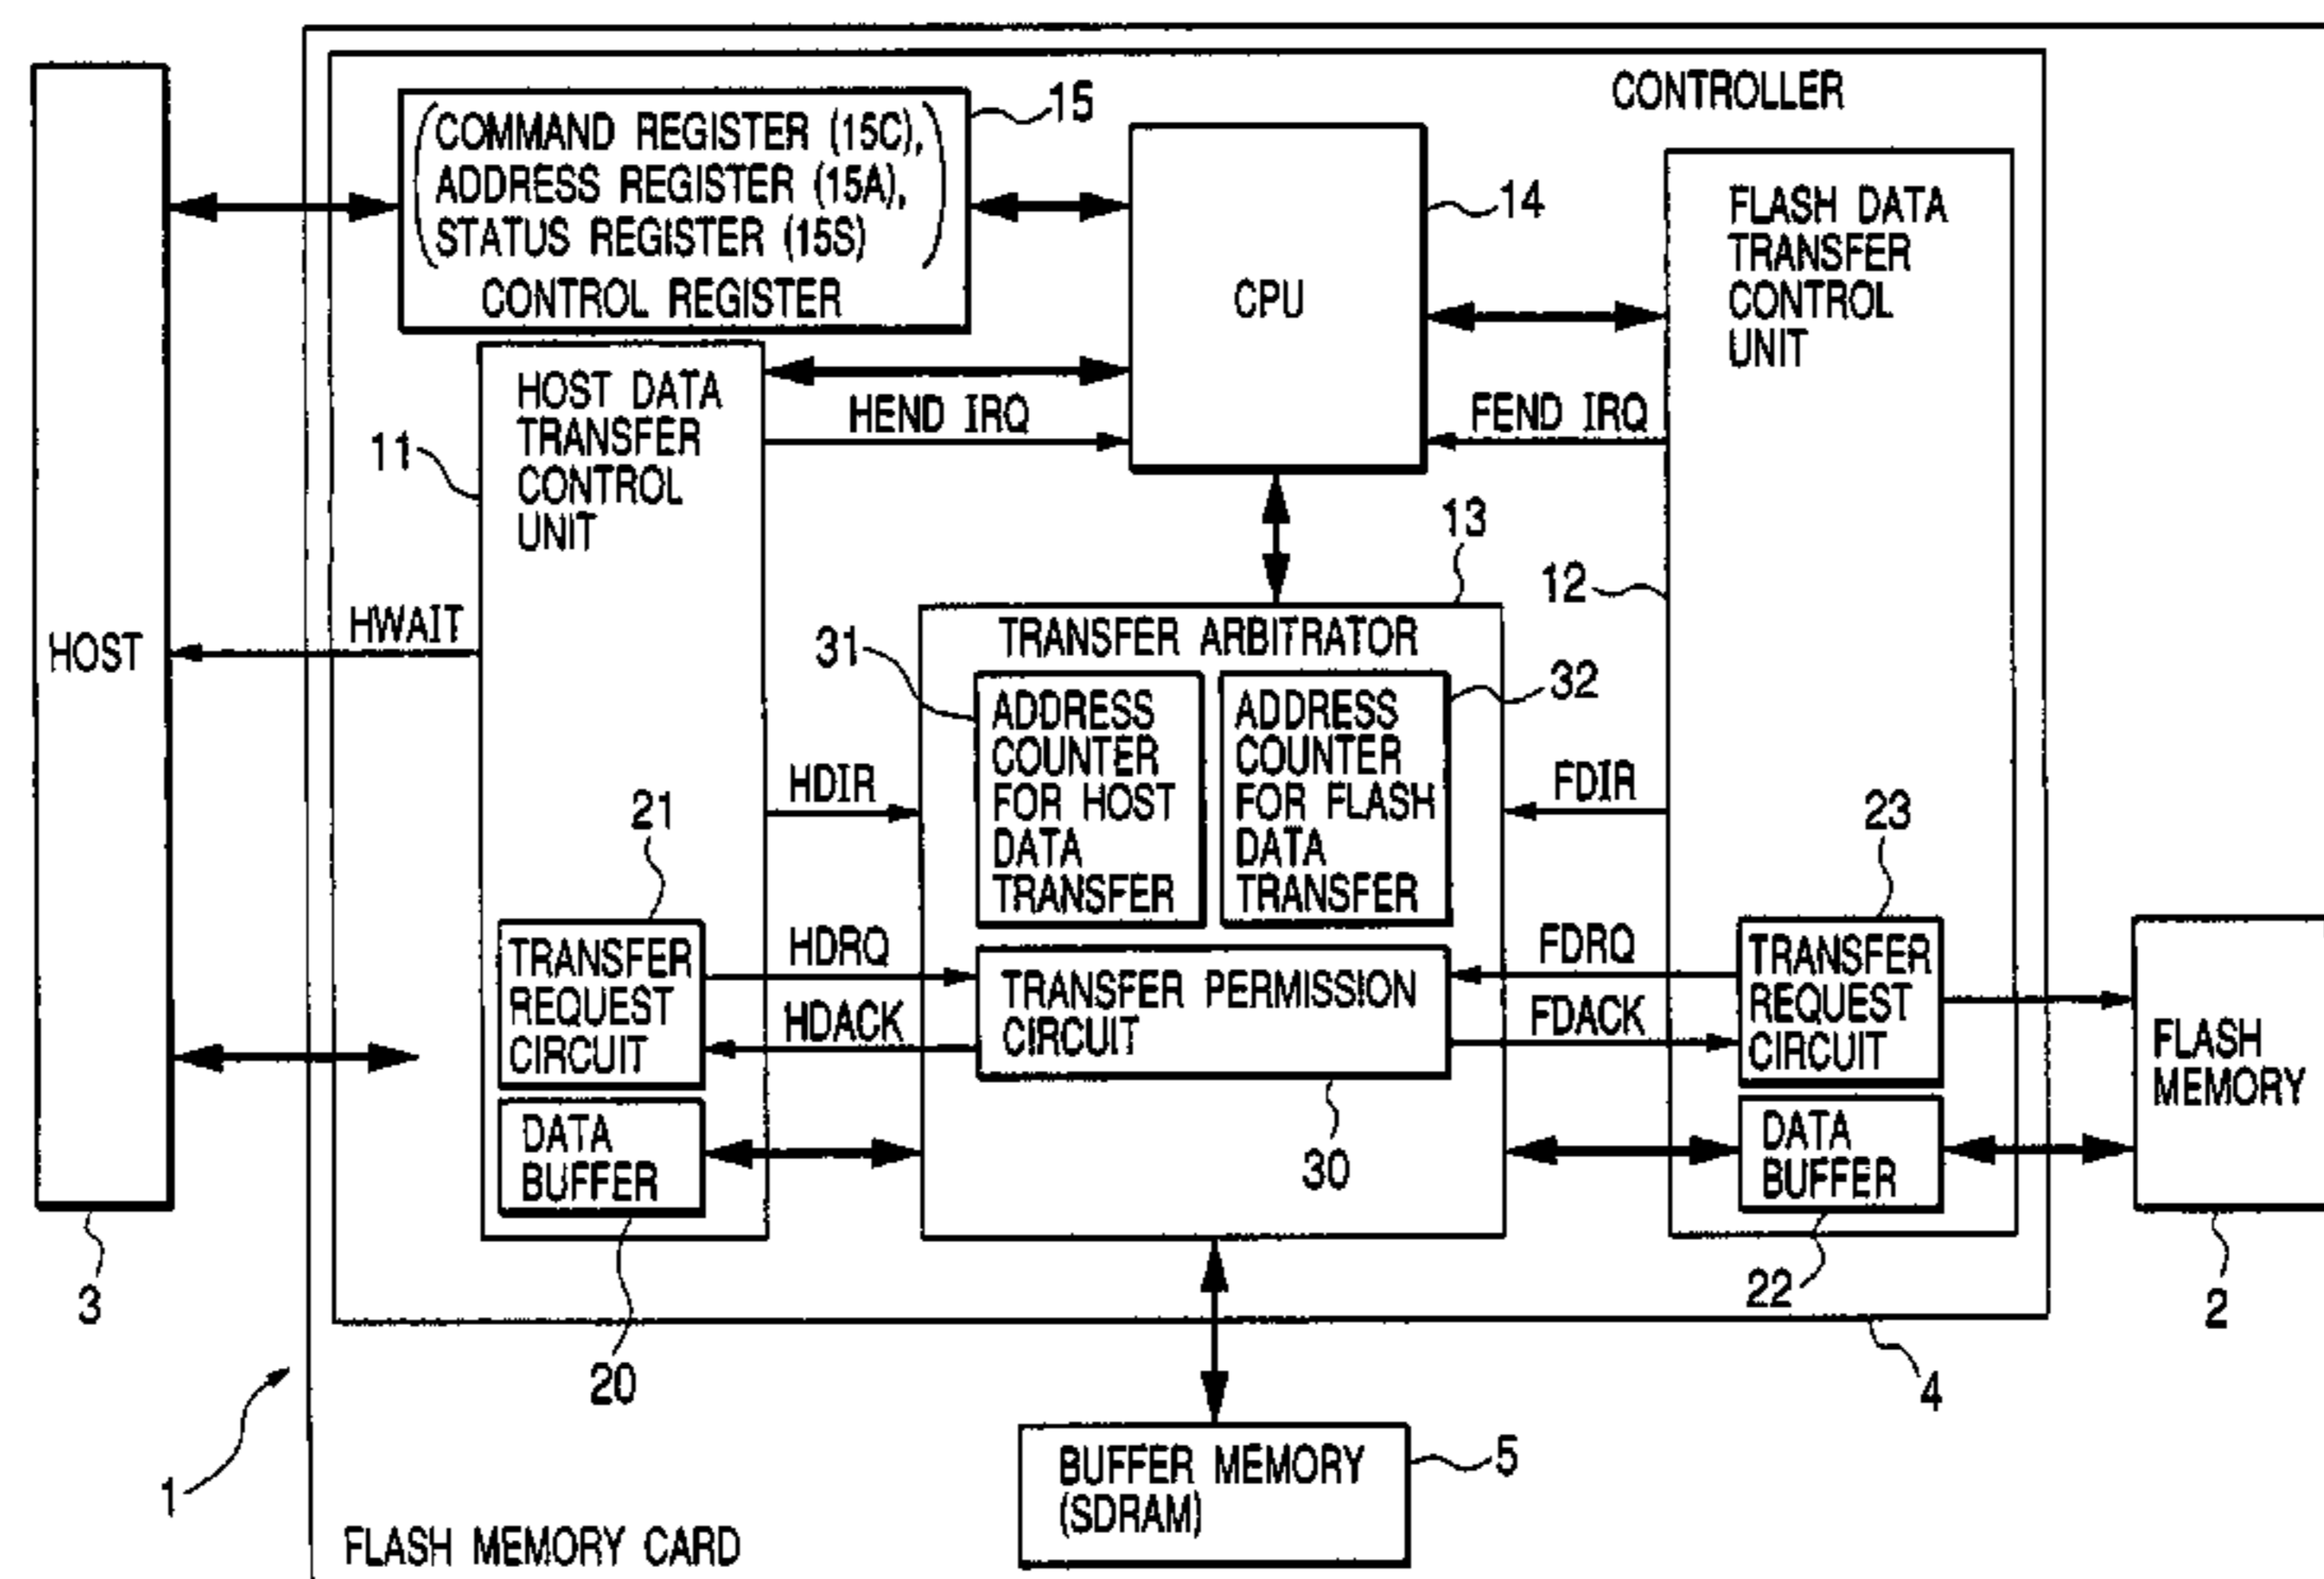 CONTROLLER
15
COMMAND REGISTER (15C),
ADDRESS REGISTER (15A),
STATUS REGISTER (15S)
CONTROL REGISTER
14
CPU
FLASH DATA
TRANSFER
CONTROL
UNIT
HOST DATA
TRANSFER
CONTROL
UNIT
11
HEND IRQ
FEND IRQ
13
12
HOST
HWAIT
TRANSFER ARBITRATOR
31
ADDRESS
COUNTER
FOR HOST
DATA
TRANSFER
ADDRESS
COUNTER
FOR FLASH
DATA
TRANSFER
32
HDIR
FDIR
21
23
TRANSFER
REQUEST
CIRCUIT
HDRQ
HDACK
TRANSFER PERMISSION
CIRCUIT
FDRQ
FDACK
TRANSFER
REQUEST
CIRCUIT
FLASH
MEMORY
DATA
BUFFER
30
DATA
BUFFER
3
20
22
2
4
1
BUFFER MEMORY
(SDRAM)
5
FLASH MEMORY CARD